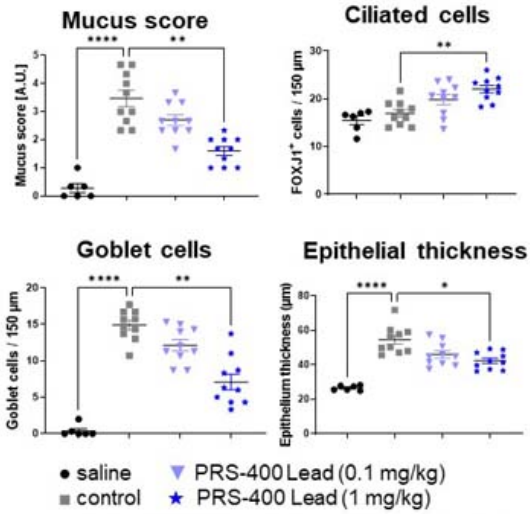 Mucus score
Mucus score [A.U.]
5
4
3
2
1
0
****
**
Ciliated cells
FOXJ1⁺ cells / 150 µm
30
20
10
0
**
Goblet cells
Goblet cells / 150 µm
20
15
10
5
0
****
**
Epithelial thickness
Epithelium thickness (µm)
80
60
40
20
0
****
*
saline
PRS-400 Lead (0.1 mg/kg)
control
PRS-400 Lead (1 mg/kg)